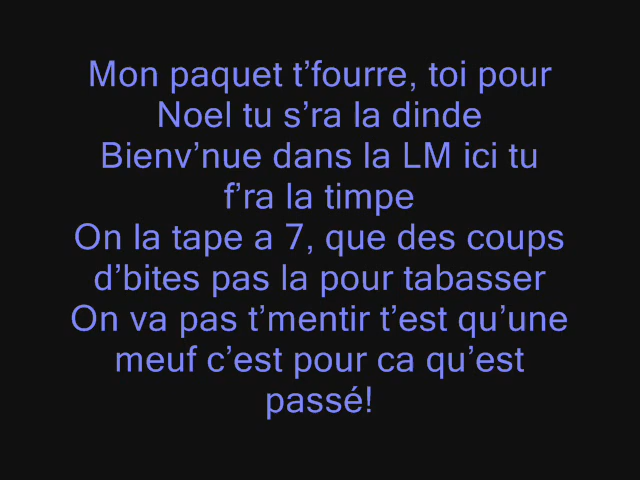 Mon paquet t’fourre, toi pour
Noel tu s’ra la dinde
Bienv’nue dans la LM ici tu
f’ra la timpe
On la tape a 7, que des coups
d’bites pas la pour tabasser
On va pas t’mentir t’est qu’une
meuf c’est pour ca qu’est
passé!